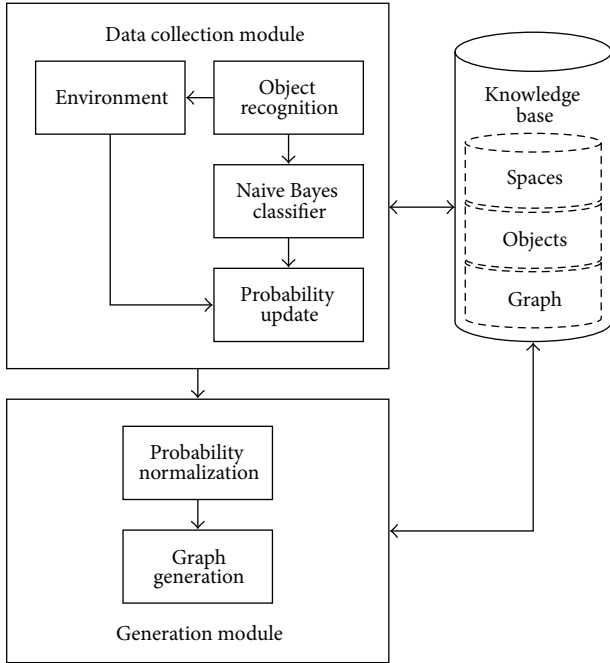 Data collection module
Environment
Object
recognition
Naive Bayes
classifier
Probability
update
Knowledge
base
Spaces
Objects
Graph
Probability
normalization
Graph
generation
Generation module